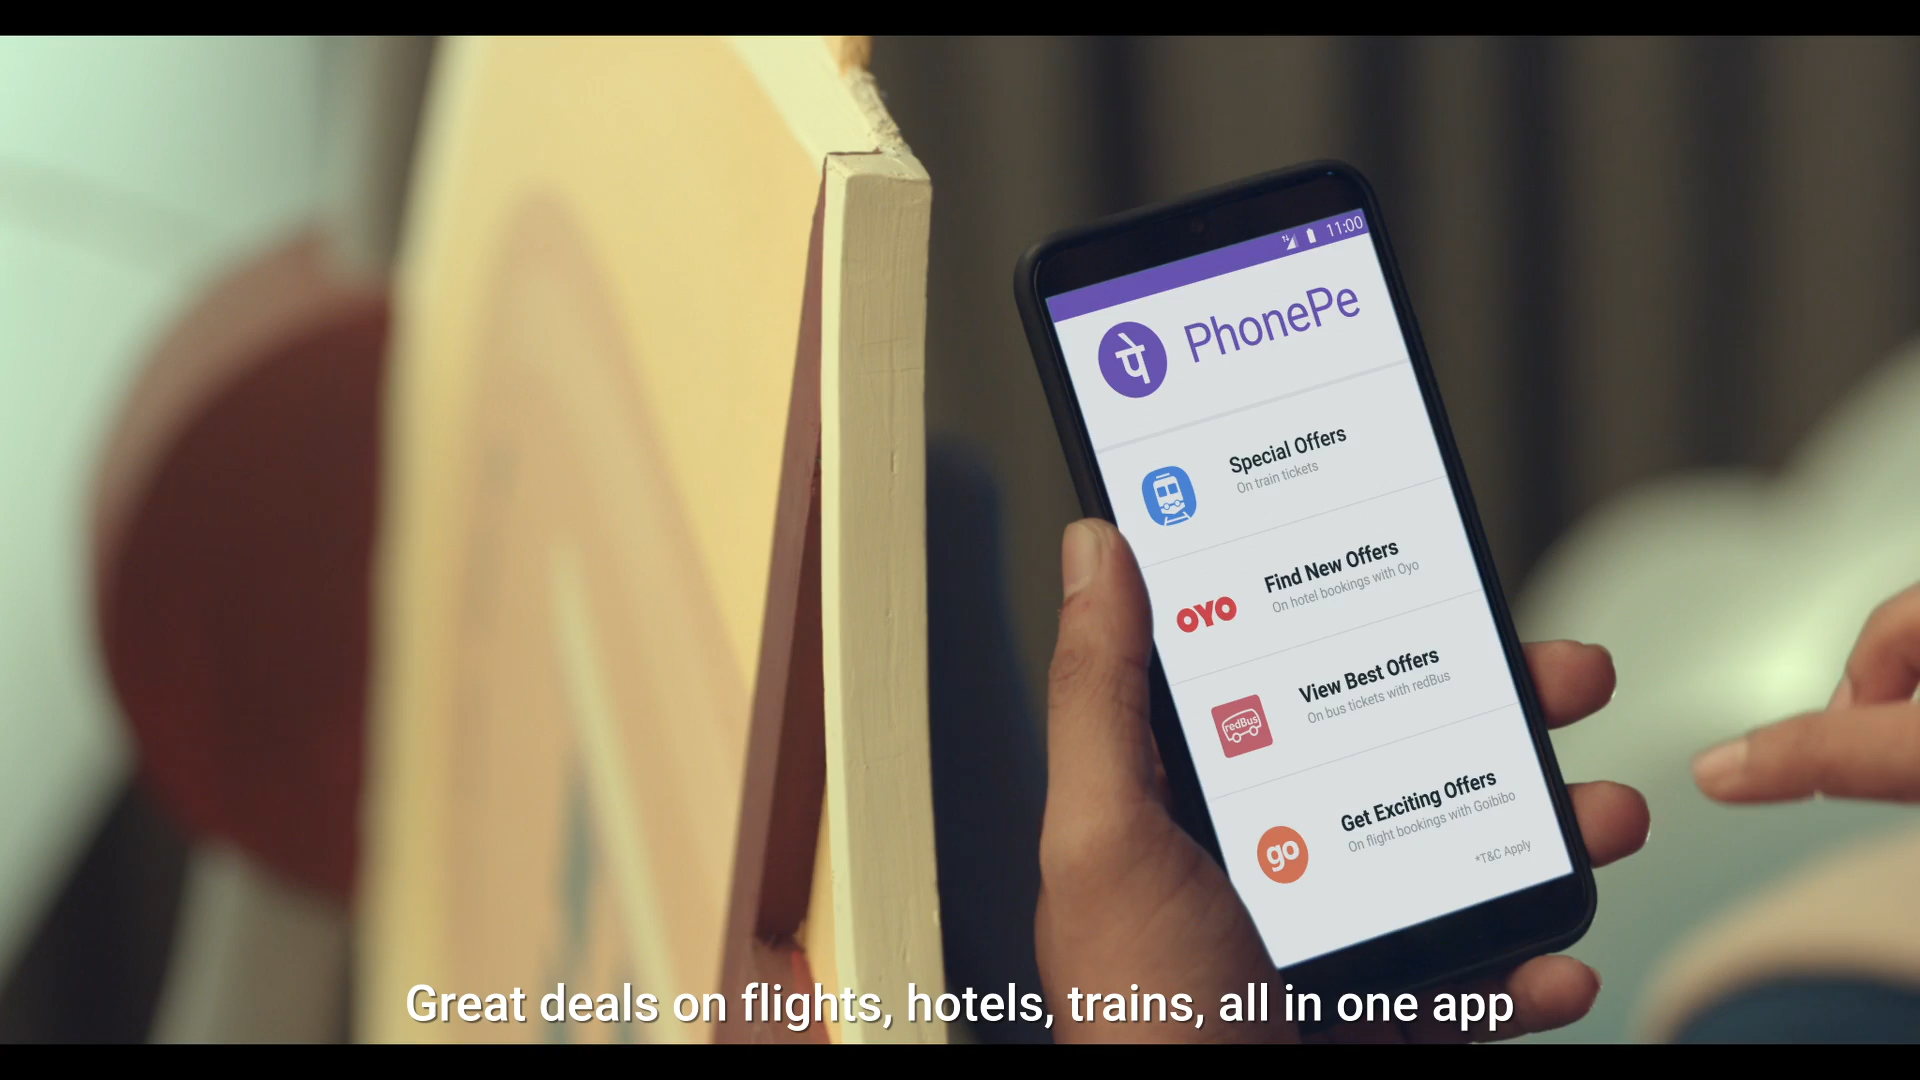 11:00
पे PhonePe
Special Offers
On train tickets
OYO
Find New Offers
On hotel bookings with Oyo
redBus
View Best Offers
On bus tickets with redBus
go
Get Exciting Offers
On flight bookings with Goibibo
*T&C Apply
Great deals on flights, hotels, trains, all in one app